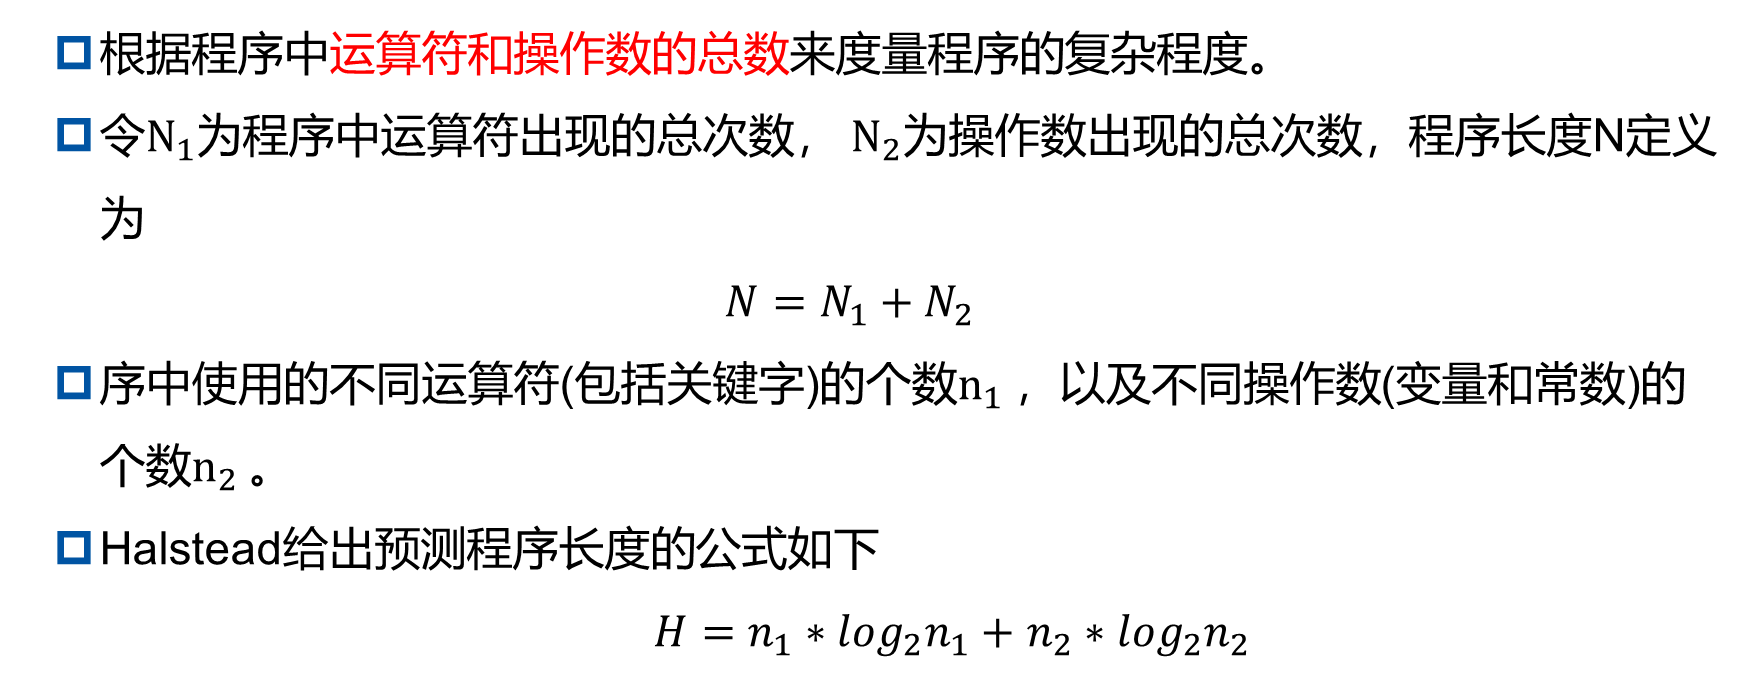 根据程序中运算符和操作数的总数来度量程序的复杂程度。
令N₁为程序中运算符出现的总次数， N₂为操作数出现的总次数，程序长度N定义
为
N = N₁ + N₂
序中使用的不同运算符(包括关键字)的个数n₁ ，以及不同操作数(变量和常数)的
个数n₂ 。
Halstead给出预测程序长度的公式如下
H = n₁ * log₂n₁ + n₂ * log₂n₂